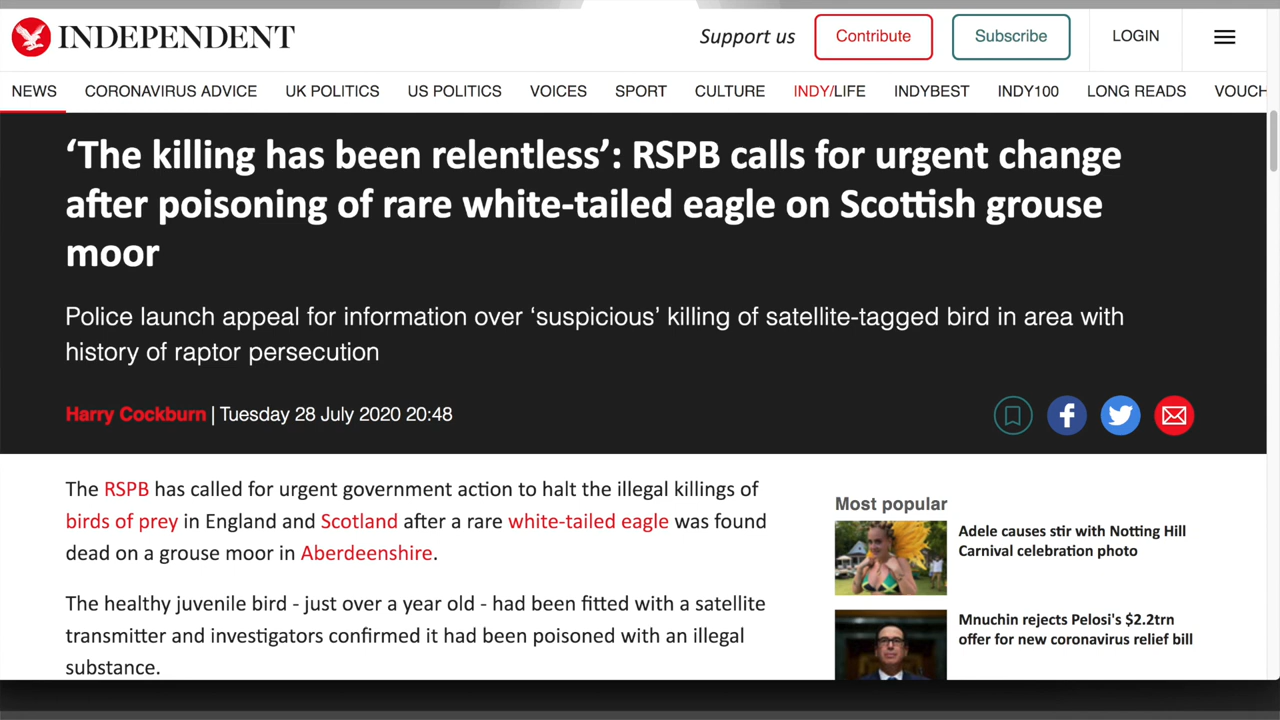 INDEPENDENT
Support us
Contribute
Subscribe
LOGIN
NEWS
CORONAVIRUS ADVICE
UK POLITICS
US POLITICS
VOICES
SPORT
CULTURE
INDY/LIFE
INDYBEST
INDY100
LONG READS
VOUCH
‘The killing has been relentless’: RSPB calls for urgent change
after poisoning of rare white-tailed eagle on Scottish grouse
moor
Police launch appeal for information over ‘suspicious’ killing of satellite-tagged bird in area with
history of raptor persecution
Harry Cockburn | Tuesday 28 July 2020 20:48
The RSPB has called for urgent government action to halt the illegal killings of
birds of prey in England and Scotland after a rare white-tailed eagle was found
dead on a grouse moor in Aberdeenshire.
The healthy juvenile bird - just over a year old - had been fitted with a satellite
transmitter and investigators confirmed it had been poisoned with an illegal
substance.
Most popular
Adele causes stir with Notting Hill
Carnival celebration photo
Mnuchin rejects Pelosi's $2.2trn
offer for new coronavirus relief bill